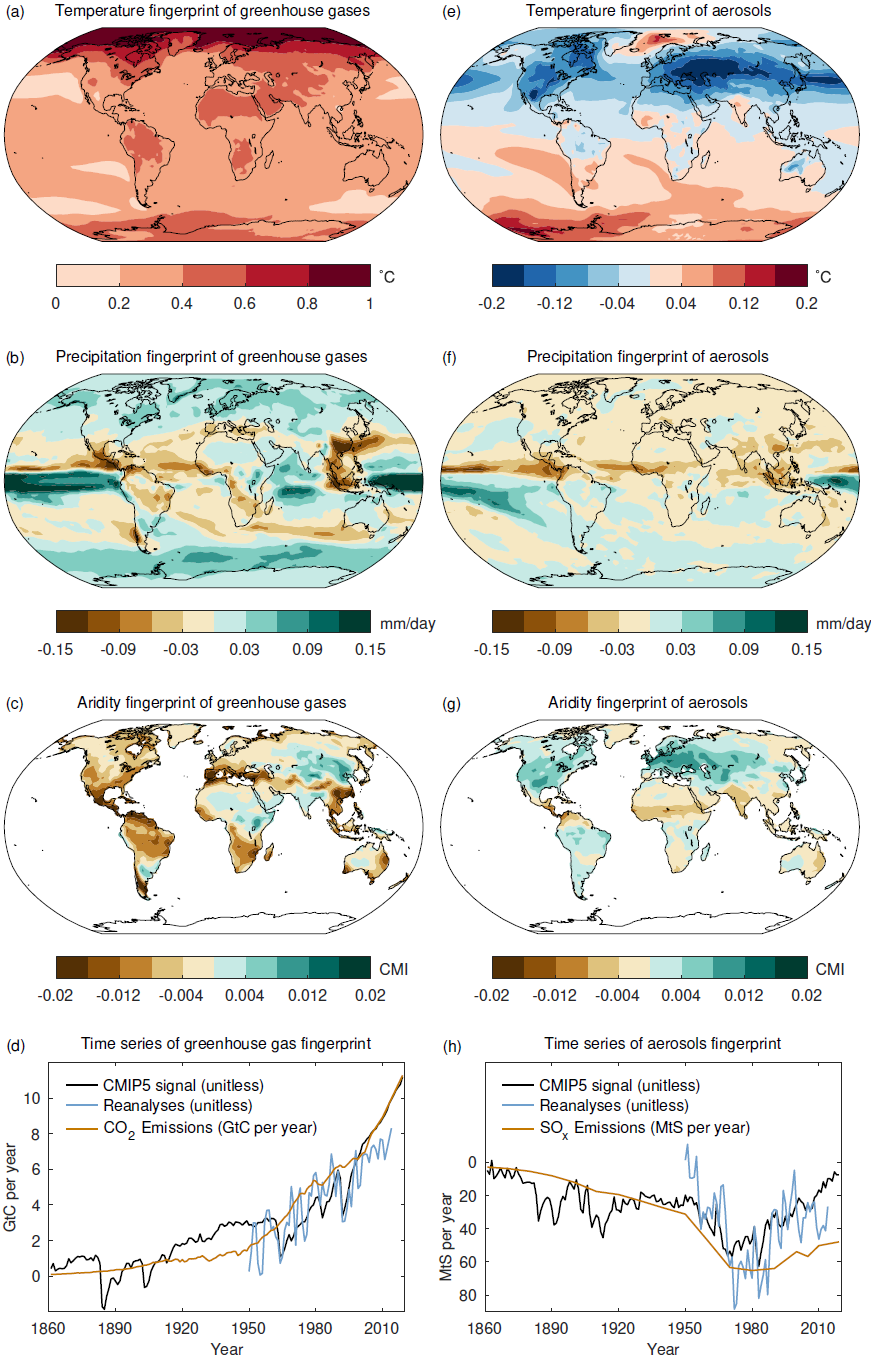 (a) Temperature fingerprint of greenhouse gases
°C
0 0.2 0.4 0.6 0.8 1
(e) Temperature fingerprint of aerosols
°C
-0.2 -0.12 -0.04 0.04 0.12 0.2
(b) Precipitation fingerprint of greenhouse gases
mm/day
-0.15 -0.09 -0.03 0.03 0.09 0.15
(f) Precipitation fingerprint of aerosols
mm/day
-0.15 -0.09 -0.03 0.03 0.09 0.15
(c) Aridity fingerprint of greenhouse gases
CMI
-0.02 -0.012 -0.004 0.004 0.012 0.02
(g) Aridity fingerprint of aerosols
CMI
-0.02 -0.012 -0.004 0.004 0.012 0.02
(d) Time series of greenhouse gas fingerprint
CMIP5 signal (unitless)
Reanalyses (unitless)
CO2 Emissions (GtC per year)
GtC per year
10
8
6
4
2
0
1860 1890 1920 1950 1980 2010
Year
(h) Time series of aerosols fingerprint
CMIP5 signal (unitless)
Reanalyses (unitless)
SOx Emissions (MtS per year)
MtS per year
0
20
40
60
80
1860 1890 1920 1950 1980 2010
Year